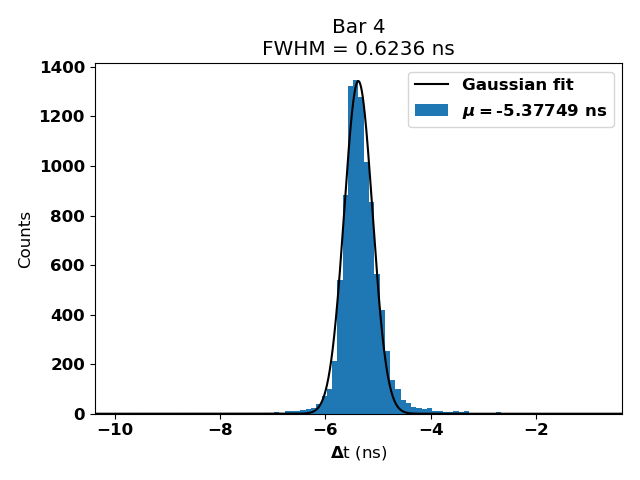 Bar 4
FWHM = 0.6236 ns
1400
1200
1000
800
600
400
200
0
Counts
Gaussian fit
μ = -5.37749 ns
−10 −8 −6 −4 −2
Δt (ns)